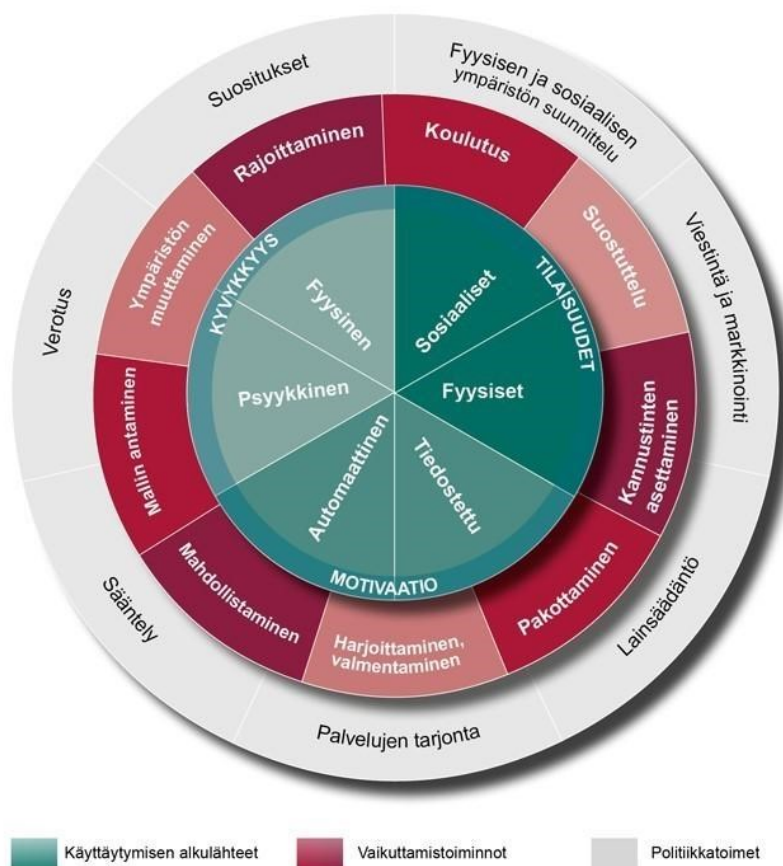 Suositukset
Fyysisen ja sosiaalisen
ympäristön suunnittelu
Viestintä ja markkinointi
Lainsäädäntö
Palvelujen tarjonta
Sääntely
Verotus
Rajoittaminen
Koulutus
Suostuttelu
Kannustinten
asettaminen
Pakottaminen
Harjoittaminen,
valmentaminen
Mahdollistaminen
Mallin antaminen
Ympäristön
muuttaminen
KYVYKKYYS
TILAISUUDET
MOTIVAATIO
Fyysinen
Sosiaaliset
Fyysiset
Tiedostettu
Automaattinen
Psyykkinen
Käyttäytymisen alkulähteet
Vaikuttamistoiminnot
Politiikkatoimet